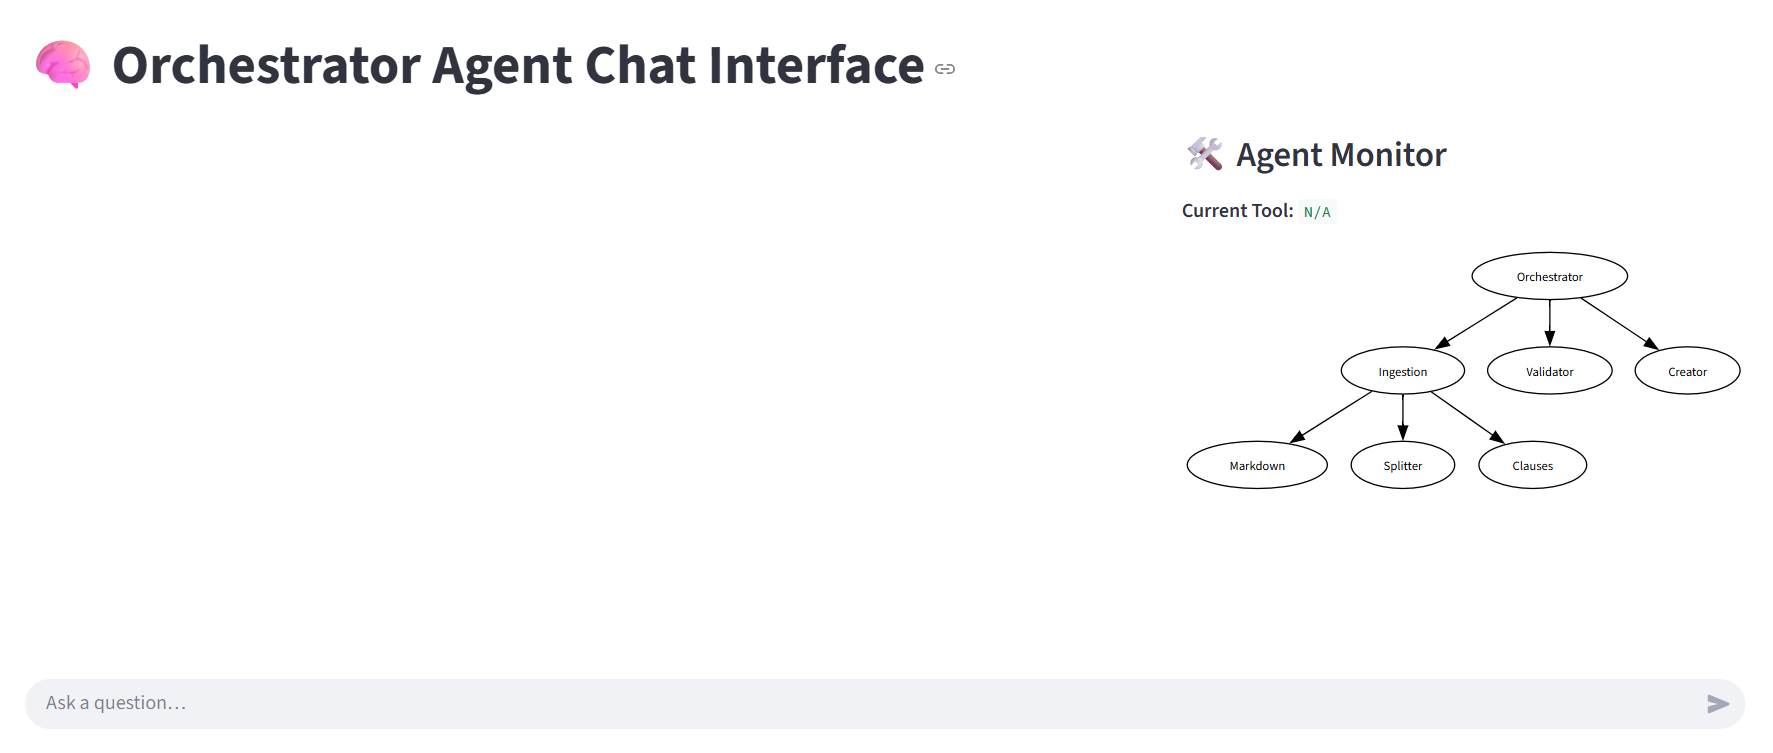 Orchestrator Agent Chat Interface
Agent Monitor
Current Tool: N/A
Orchestrator
Ingestion Validator Creator
Markdown Splitter Clauses
Ask a question...